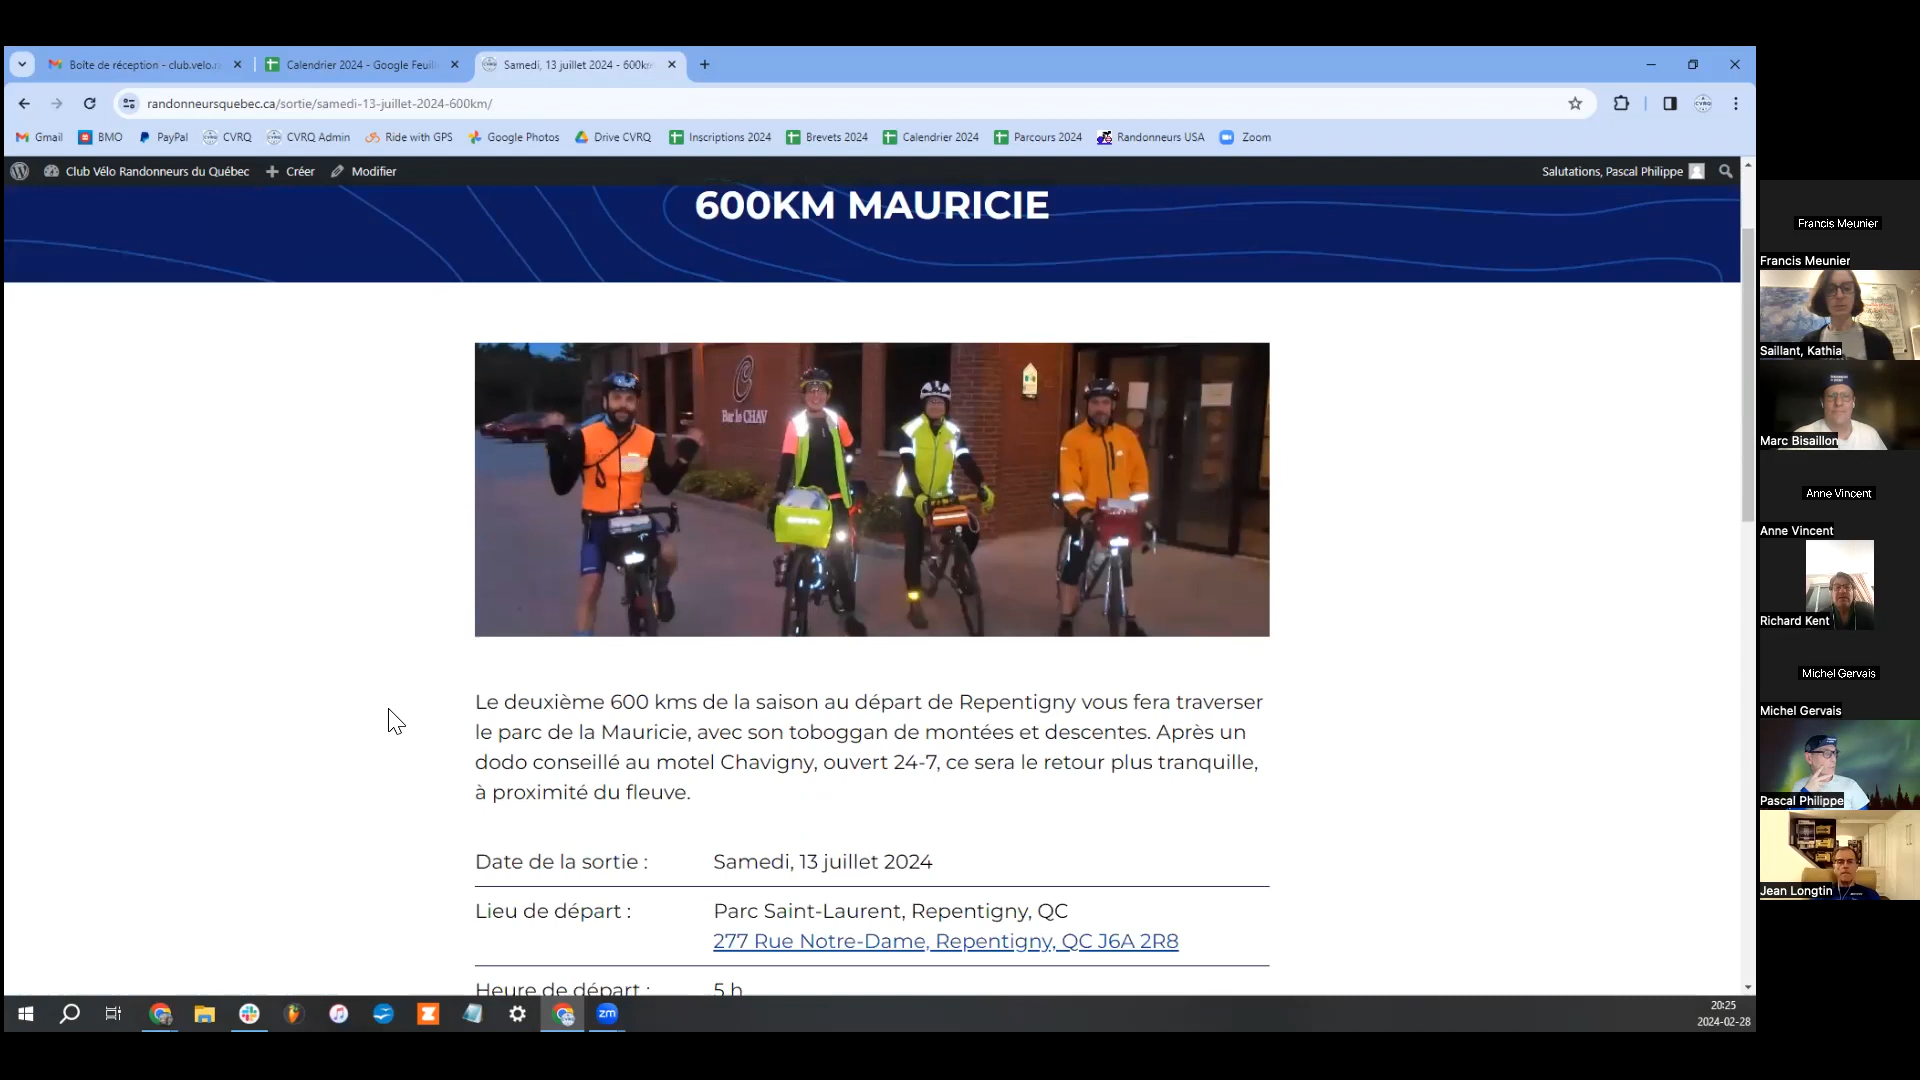 Boîte de réception - club.velo.r
Calendrier 2024 - Google Feuill
Samedi, 13 juillet 2024 - 600km
randonneursquebec.ca/sortie/samedi-13-juillet-2024-600km/
Gmail
BMO
PayPal
CVRQ
CVRQ Admin
Ride with GPS
Google Photos
Drive CVRQ
Inscriptions 2024
Brevets 2024
Calendrier 2024
Parcours 2024
Randonneurs USA
Zoom
Club Vélo Randonneurs du Québec
Créer
Modifier
Salutations, Pascal Philippe
600KM MAURICIE
Bar le CHAV
Le deuxième 600 kms de la saison au départ de Repentigny vous fera traverser
le parc de la Mauricie, avec son toboggan de montées et descentes. Après un
dodo conseillé au motel Chavigny, ouvert 24-7, ce sera le retour plus tranquille,
à proximité du fleuve.
Date de la sortie : Samedi, 13 juillet 2024
Lieu de départ : Parc Saint-Laurent, Repentigny, QC
277 Rue Notre-Dame, Repentigny, QC J6A 2R8
Heure de départ : 5 h
zm
20:25
2024-02-28
Francis Meunier
Francis Meunier
Saillant, Kathia
Marc Bisaillon
Anne Vincent
Anne Vincent
Richard Kent
Michel Gervais
Michel Gervais
Pascal Philippe
Jean Longtin